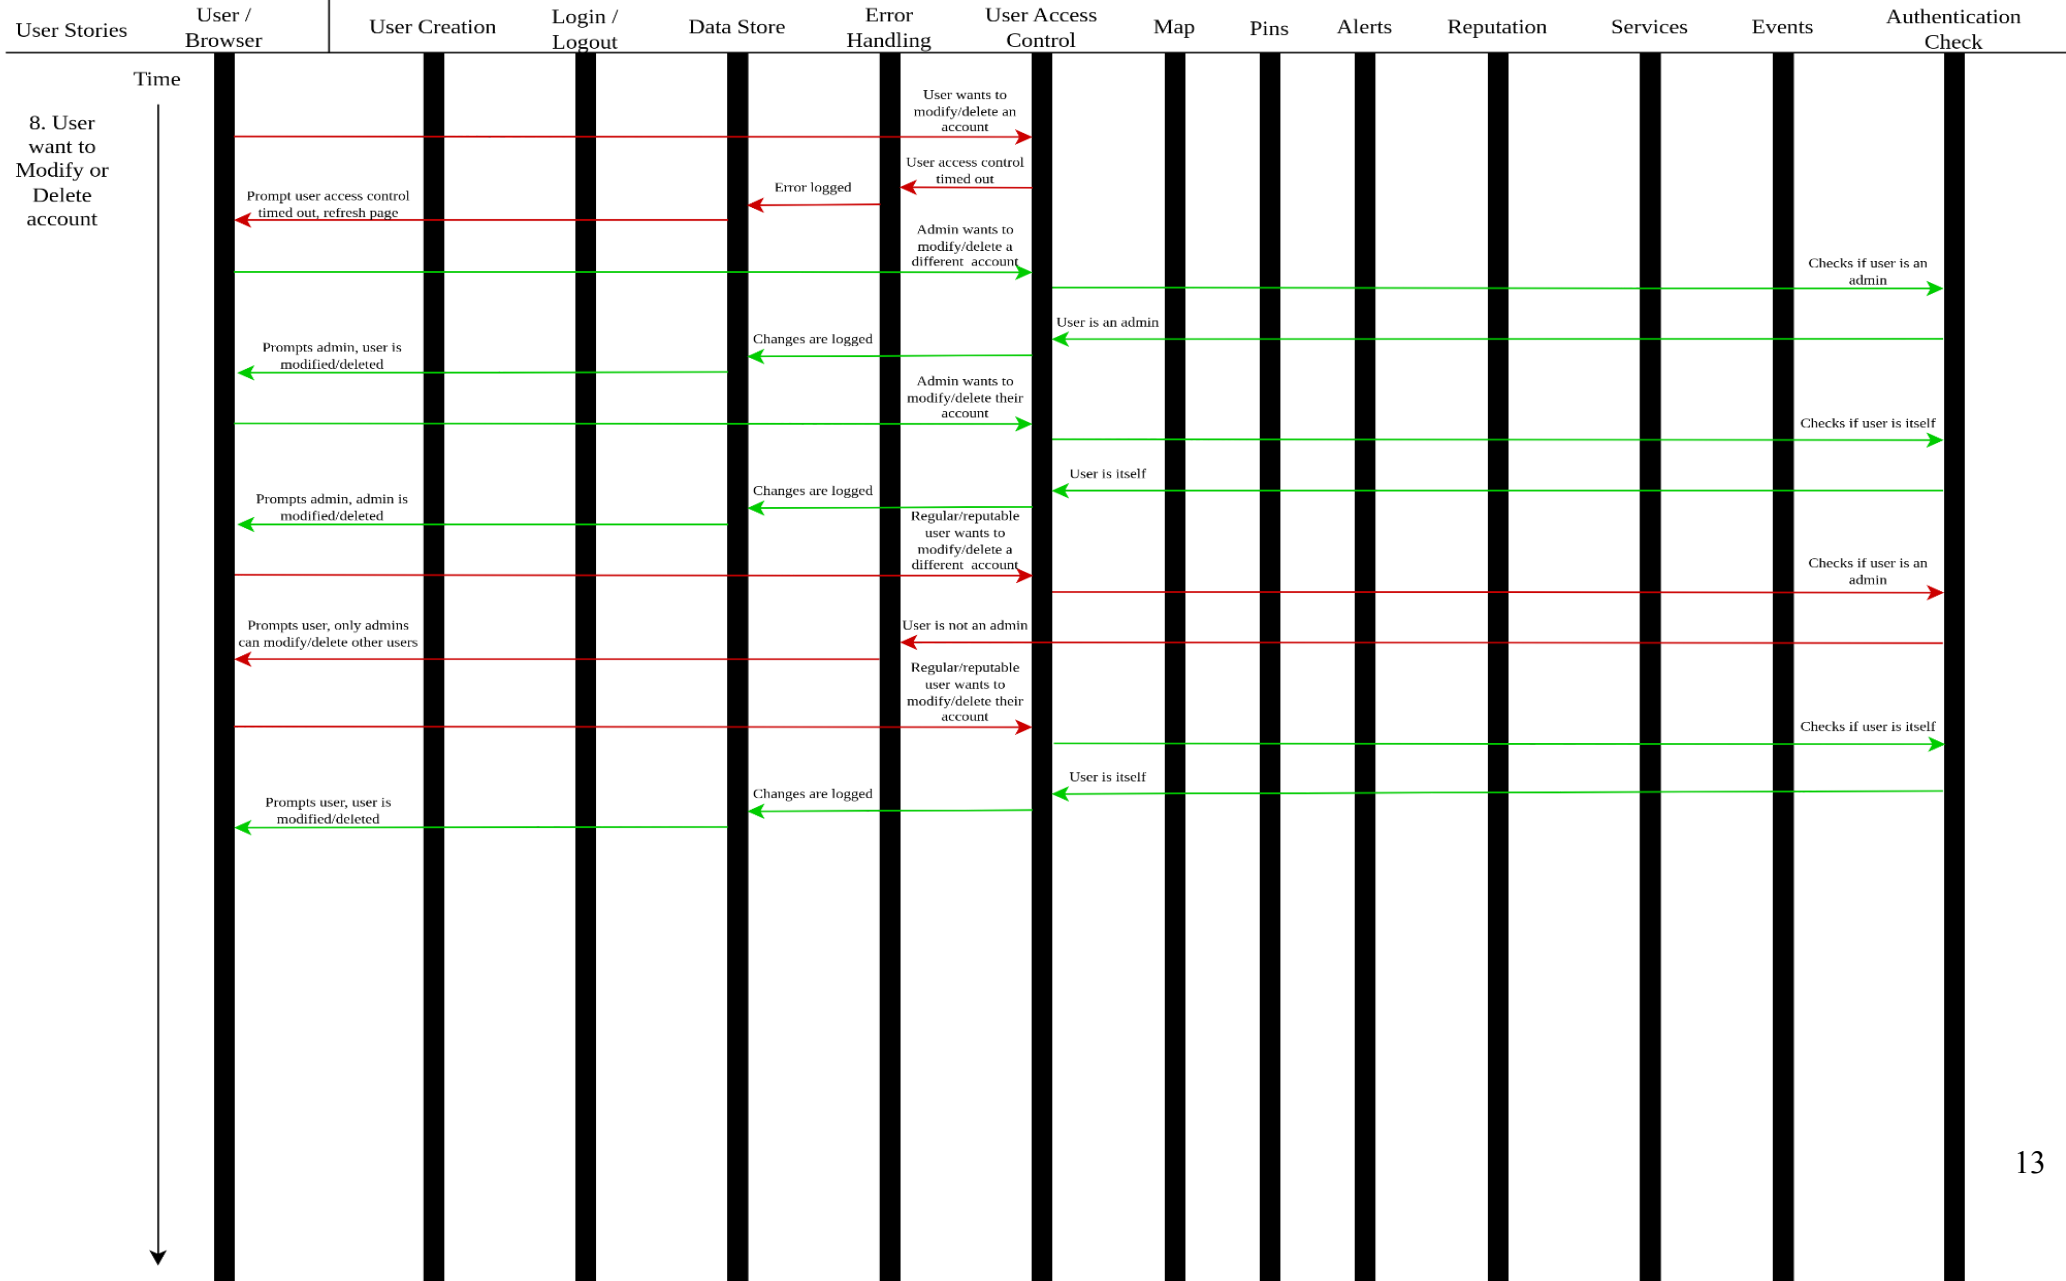 User Stories
User /
Browser
User Creation
Login /
Logout
Data Store
Error
Handling
User Access
Control
Map
Pins
Alerts
Reputation
Services
Events
Authentication
Check
Time
8. User
want to
Modify or
Delete
account
User wants to
modify/delete an
account
User access control
timed out
Error logged
Prompt user access control
timed out, refresh page
Admin wants to
modify/delete a
different account
Checks if user is an
admin
User is an admin
Changes are logged
Prompts admin, user is
modified/deleted
Admin wants to
modify/delete their
account
Checks if user is itself
User is itself
Changes are logged
Prompts admin, admin is
modified/deleted
Regular/reputable
user wants to
modify/delete a
different account
Checks if user is an
admin
User is not an admin
Prompts user, only admins
can modify/delete other users
Regular/reputable
user wants to
modify/delete their
account
Checks if user is itself
User is itself
Changes are logged
Prompts user, user is
modified/deleted
13